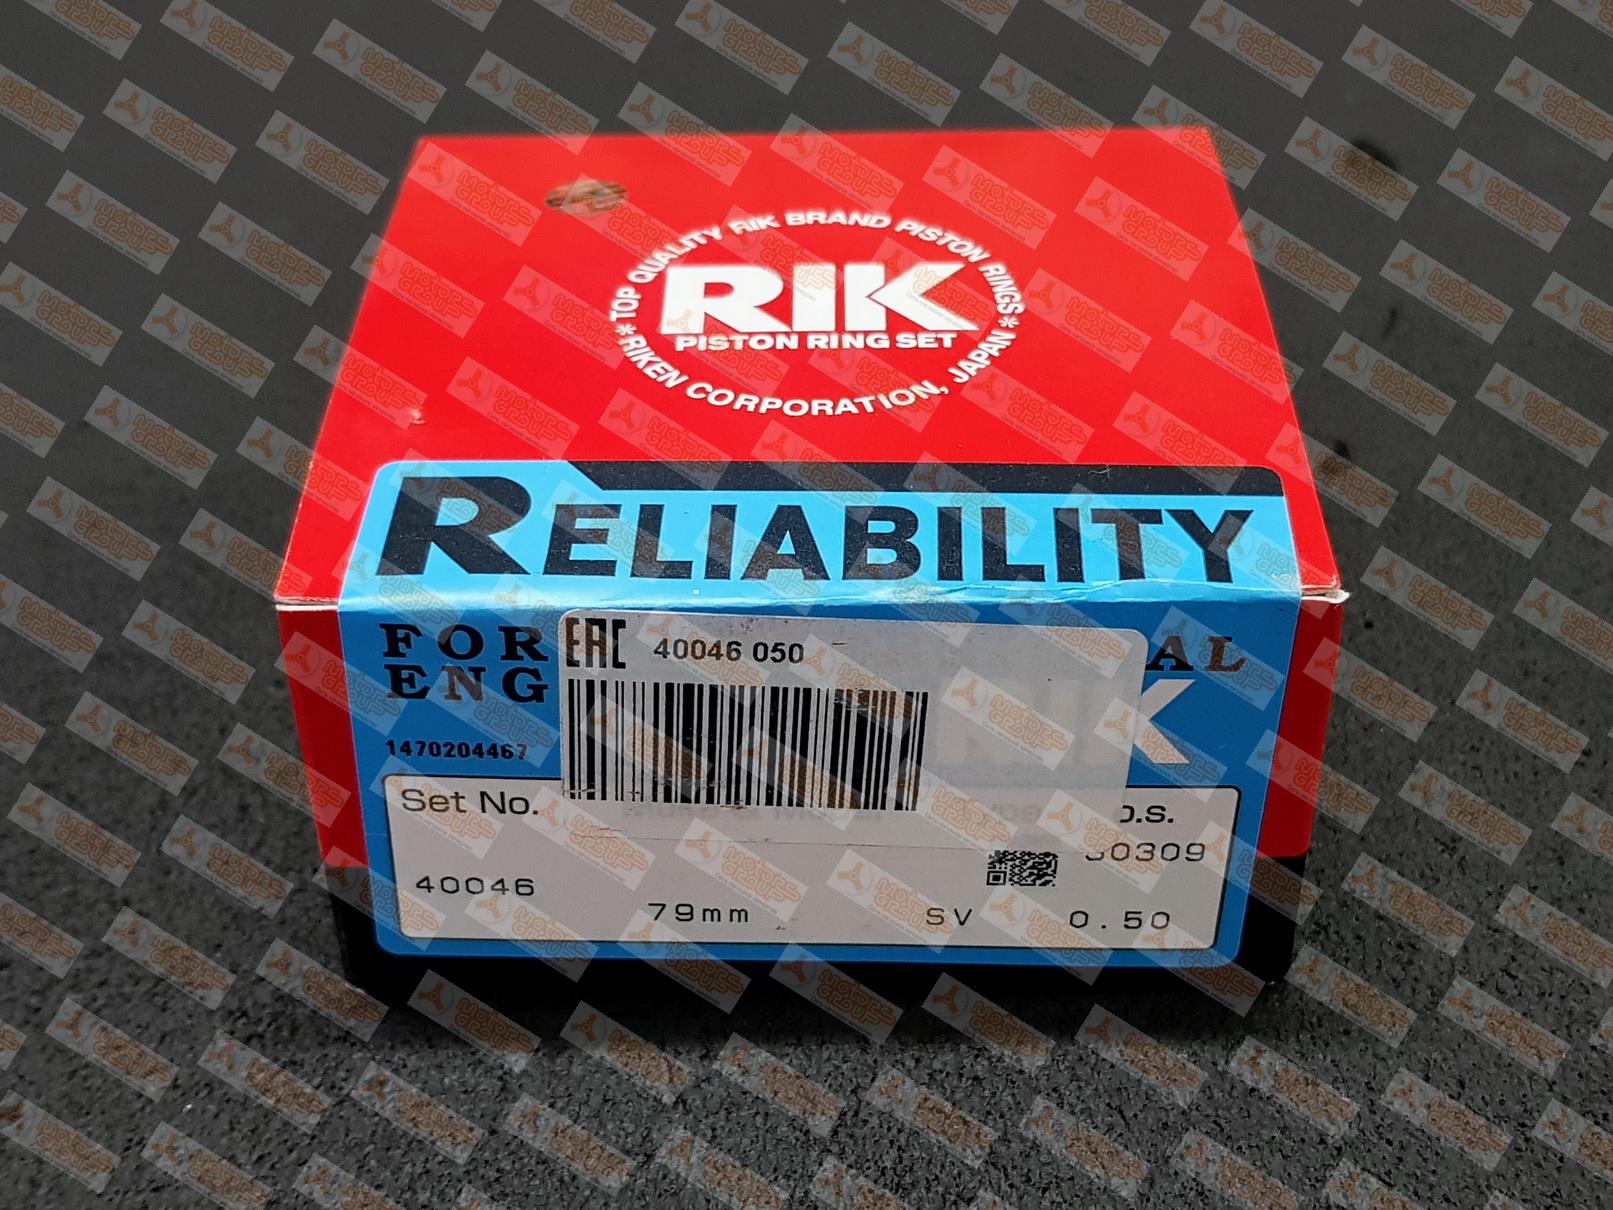 * TOP QUALITY RIK BRAND PISTON RINGS *
RIK
PISTON RING SET
RIKEN CORPORATION, JAPAN
RELIABILITY
FOR
ENG
AL
EAC 40046 050
1470204467
Set No.
O.S.
40046
79mm
SV
0.50